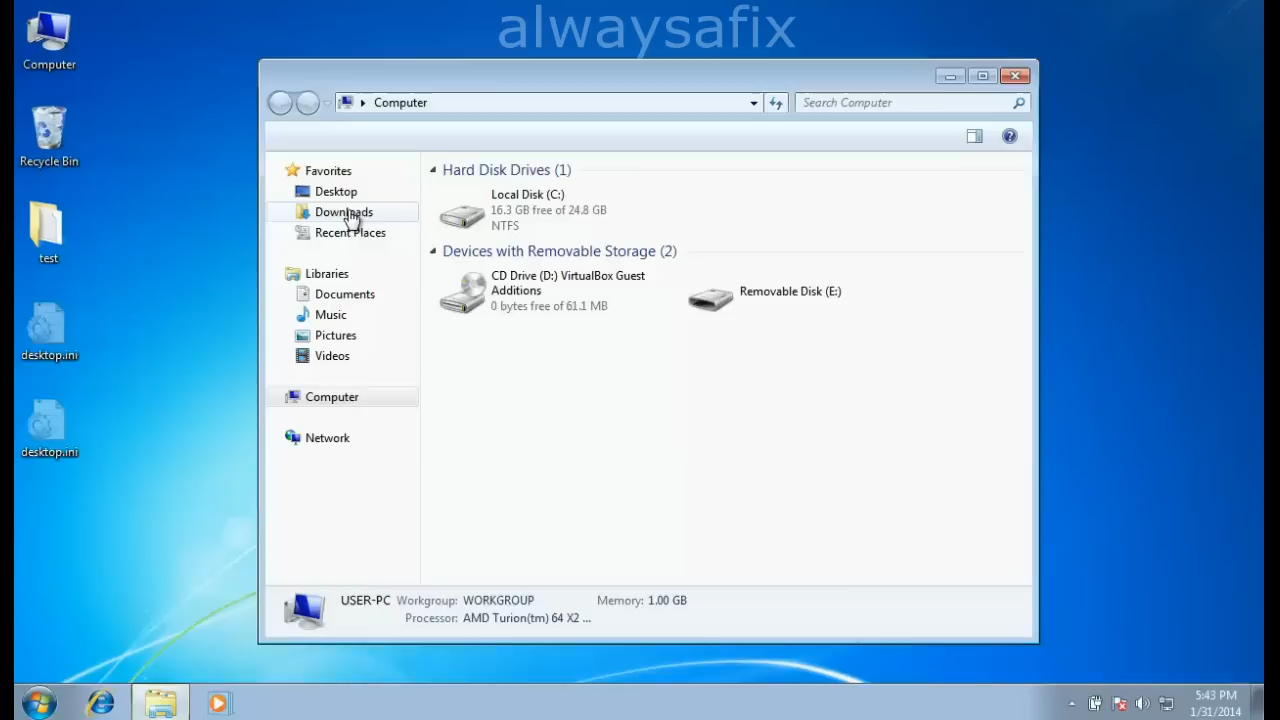 alwaysafix
Computer
Recycle Bin
test
desktop.ini
desktop.ini
Computer
Search Computer
Favorites
Desktop
Downloads
Recent Places
Libraries
Documents
Music
Pictures
Videos
Computer
Network
Hard Disk Drives (1)
Local Disk (C:)
16.3 GB free of 24.8 GB
NTFS
Devices with Removable Storage (2)
CD Drive (D:) VirtualBox Guest
Additions
0 bytes free of 61.1 MB
Removable Disk (E:)
USER-PC Workgroup: WORKGROUP Memory: 1.00 GB
Processor: AMD Turion(tm) 64 X2 ...
5:43 PM
1/31/2014